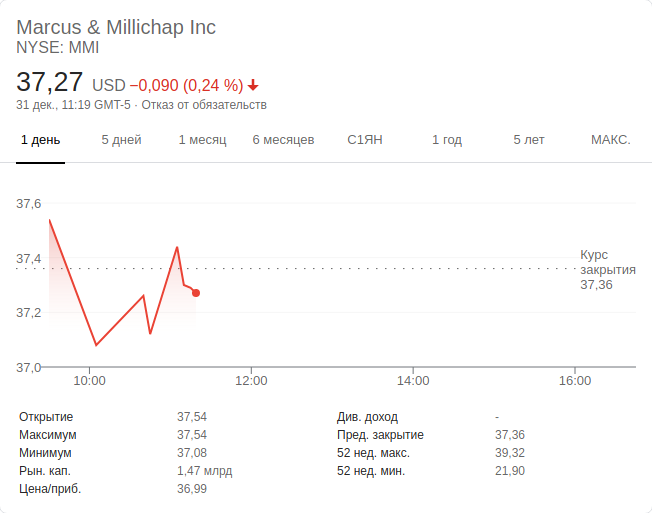 Marcus & Millichap Inc
NYSE: MMI
37,27 USD −0,090 (0,24 %)
31 дек., 11:19 GMT-5 · Отказ от обязательств
1 день 5 дней 1 месяц 6 месяцев С1ЯН 1 год 5 лет МАКС.
37,6
37,4
37,2
37,0
Курс
закрытия
37,36
10:00 12:00 14:00 16:00
Открытие 37,54 Див. доход -
Максимум 37,54 Пред. закрытие 37,36
Минимум 37,08 52 нед. макс. 39,32
Рын. кап. 1,47 млрд 52 нед. мин. 21,90
Цена/приб. 36,99